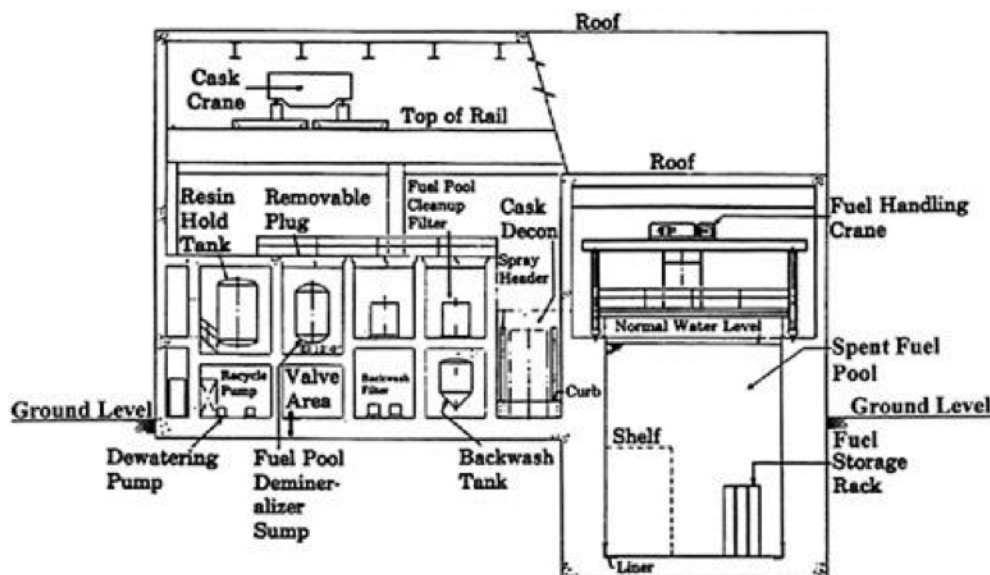 Roof
Cask
Crane
Top of Rail
Roof
Resin
Hold
Tank
Removable
Plug
Fuel Pool
Cleanup
Filter
Cask
Decon
Spray
Header
Fuel Handling
Crane
Normal Water Level
Spent Fuel
Pool
Recycle
Pump
Valve
Area
Backwash
Filter
Curb
Ground Level
Ground Level
Dewatering
Pump
Fuel Pool
Deminer-
alizer
Sump
Backwash
Tank
Shelf
Fuel
Storage
Rack
Liner